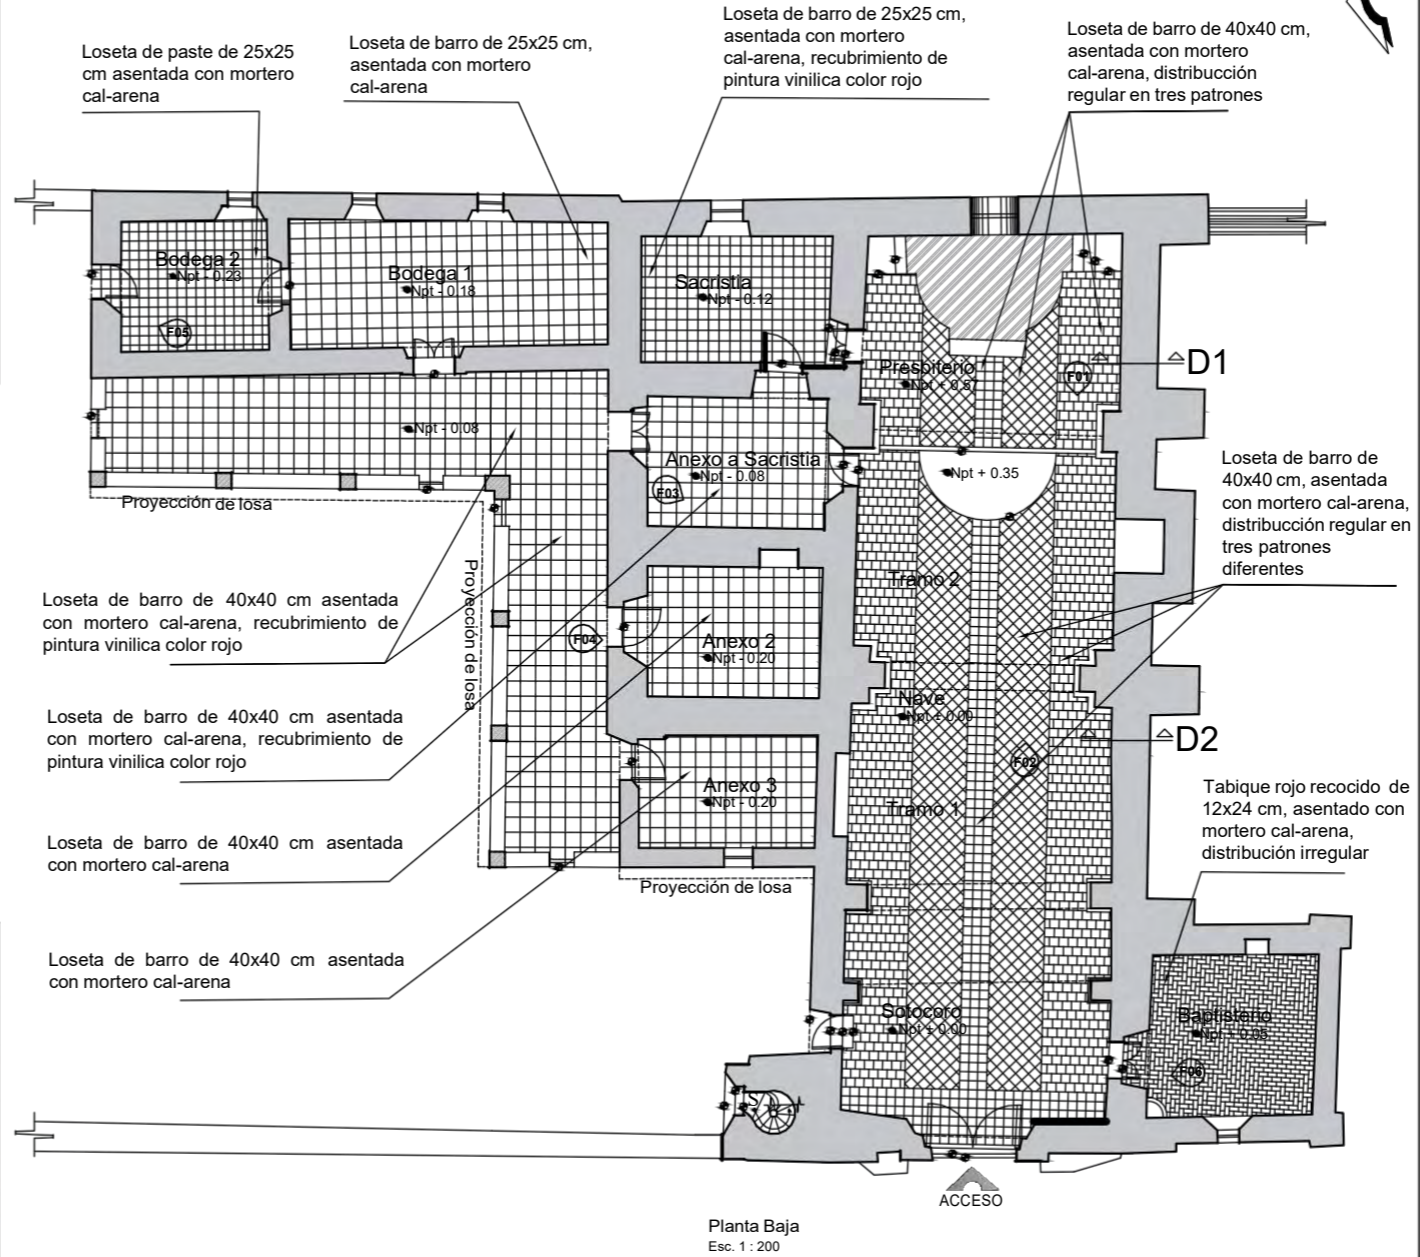 Loseta de paste de 25x25
cm asentada con mortero
cal-arena
Loseta de barro de 25x25 cm,
asentada con mortero
cal-arena
Loseta de barro de 25x25 cm,
asentada con mortero
cal-arena, recubrimiento de
pintura vinilica color rojo
Loseta de barro de 40x40 cm,
asentada con mortero
cal-arena, distribucción
regular en tres patrones
Bodega 2
Npt - 0.23
F05
Bodega 1
Npt - 0.18
Sacristia
Npt - 0.12
Presbiterio
Npt + 0.87
F01
D1
Npt - 0.08
Anexo a Sacristia
Npt - 0.08
F03
Npt + 0.35
Proyección de losa
Proyección de losa
Loseta de barro de
40x40 cm, asentada
con mortero cal-arena,
distribucción regular en
tres patrones
diferentes
Tramo 2
Loseta de barro de 40x40 cm asentada
con mortero cal-arena, recubrimiento de
pintura vinilica color rojo
F04
Anexo 2
Npt - 0.20
Nave
Npt ± 0.00
Loseta de barro de 40x40 cm asentada
con mortero cal-arena, recubrimiento de
pintura vinilica color rojo
D2
F02
Anexo 3
Npt - 0.20
Tramo 1
Tabique rojo recocido de
12x24 cm, asentado con
mortero cal-arena,
distribución irregular
Loseta de barro de 40x40 cm asentada
con mortero cal-arena
Proyección de losa
Loseta de barro de 40x40 cm asentada
con mortero cal-arena
Sotocoro
Npt ± 0.00
Baptisterio
Npt + 0.05
F06
S
ACCESO
Planta Baja
Esc. 1 : 200